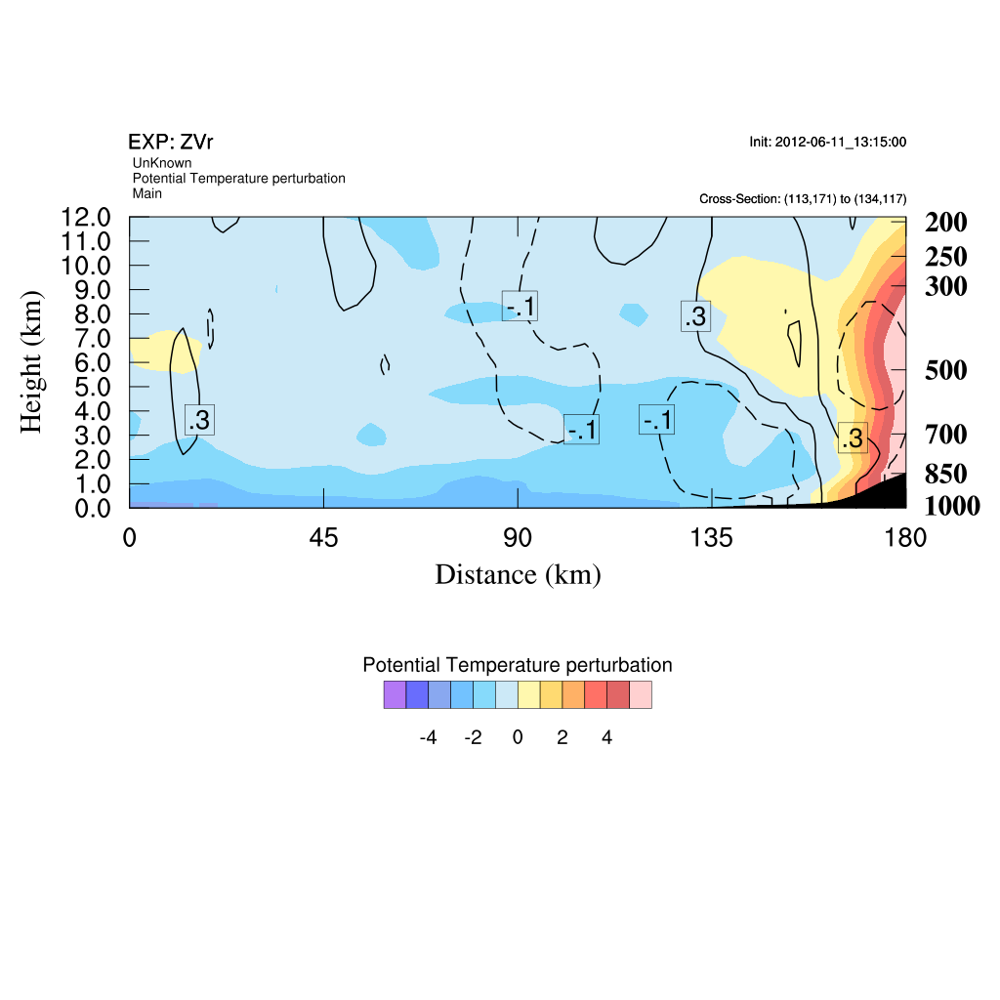 EXP: ZVr
Init: 2012-06-11_13:15:00
UnKnown
Potential Temperature perturbation
Main
Cross-Section: (113,171) to (134,117)
12.0
11.0
10.0
9.0
8.0
7.0
6.0
5.0
4.0
3.0
2.0
1.0
0.0
Height (km)
200
250
300
500
700
850
1000
-.1
.3
.3
-.1
-.1
.3
0 45 90 135 180
Distance (km)
Potential Temperature perturbation
-4 -2 0 2 4